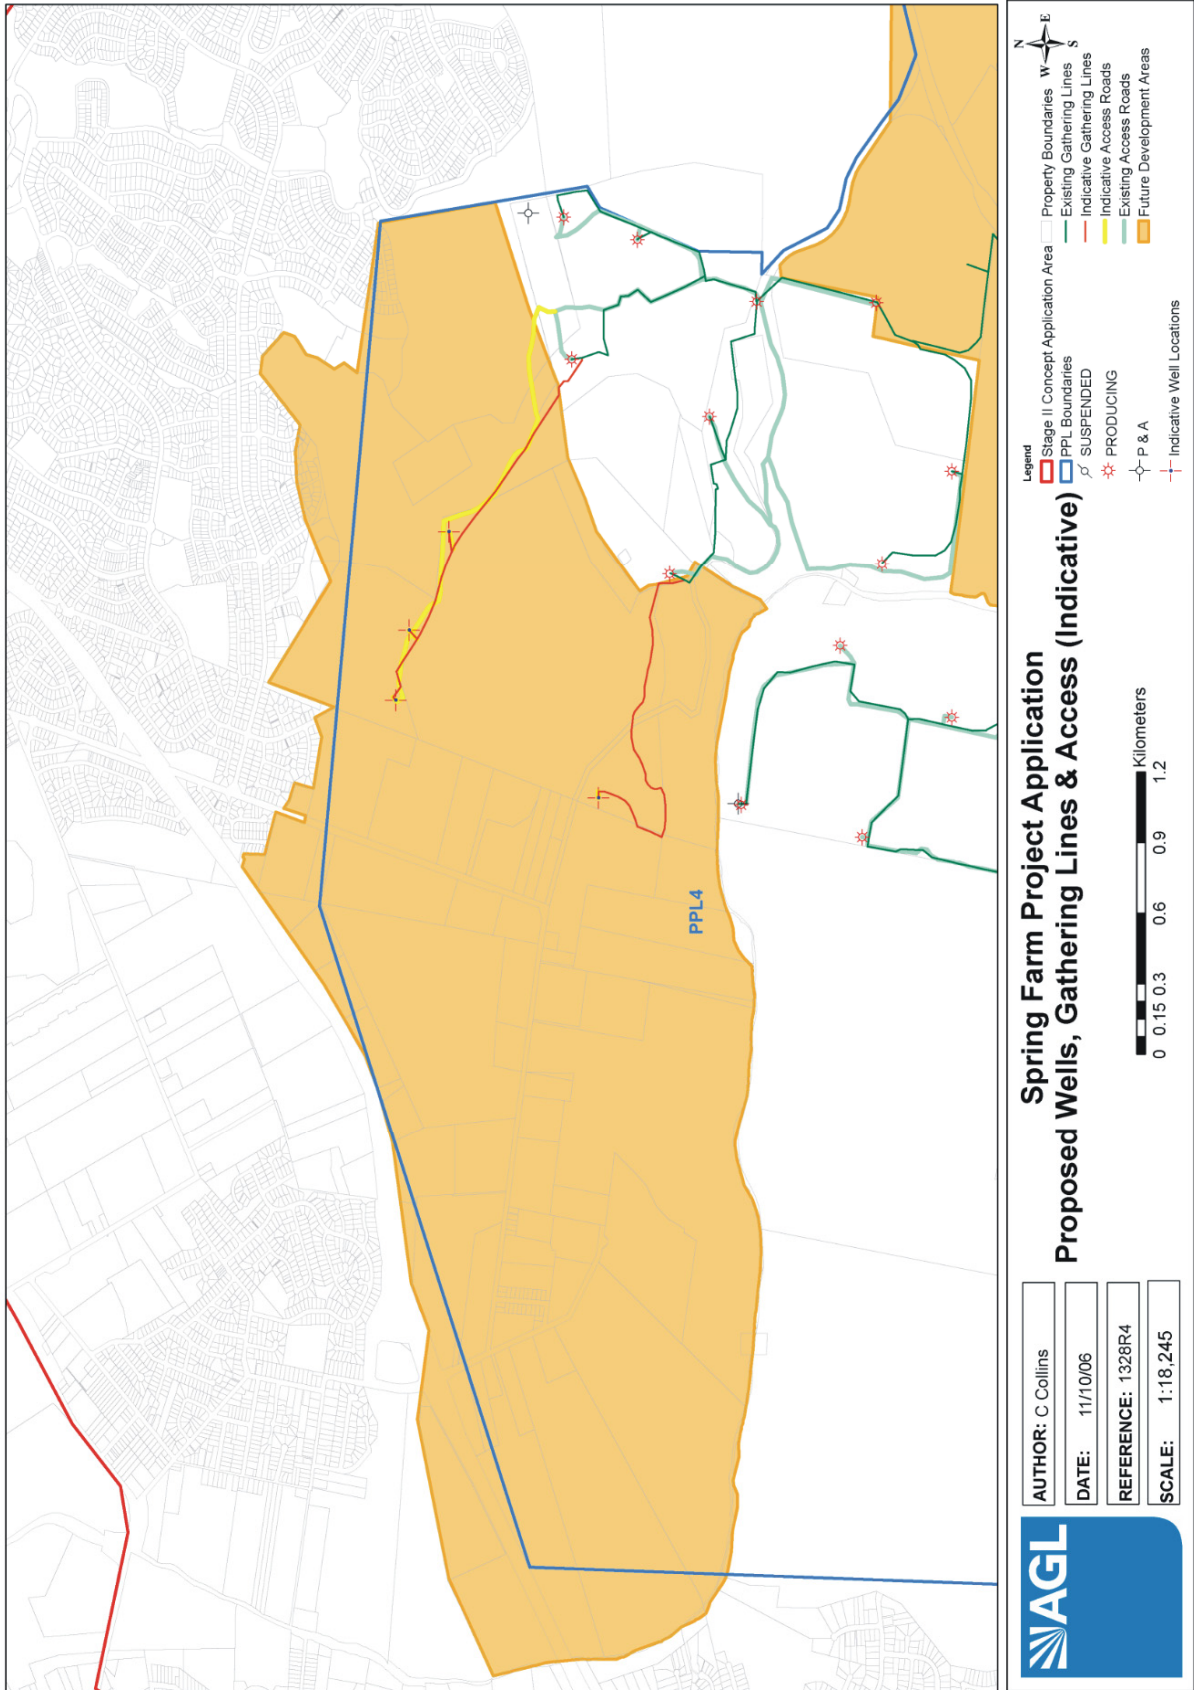 PPL4
AGL
AUTHOR: C Collins
DATE: 11/10/06
REFERENCE: 1328R4
SCALE: 1:18,245
Spring Farm Project Application
Proposed Wells, Gathering Lines & Access (Indicative)
0 0.15 0.3 0.6 0.9 1.2
Kilometers
Legend
Stage II Concept Application Area
PPL Boundaries
SUSPENDED
PRODUCING
P & A
Indicative Well Locations
Property Boundaries
Existing Gathering Lines
Indicative Gathering Lines
Indicative Access Roads
Existing Access Roads
Future Development Areas
N
W E
S